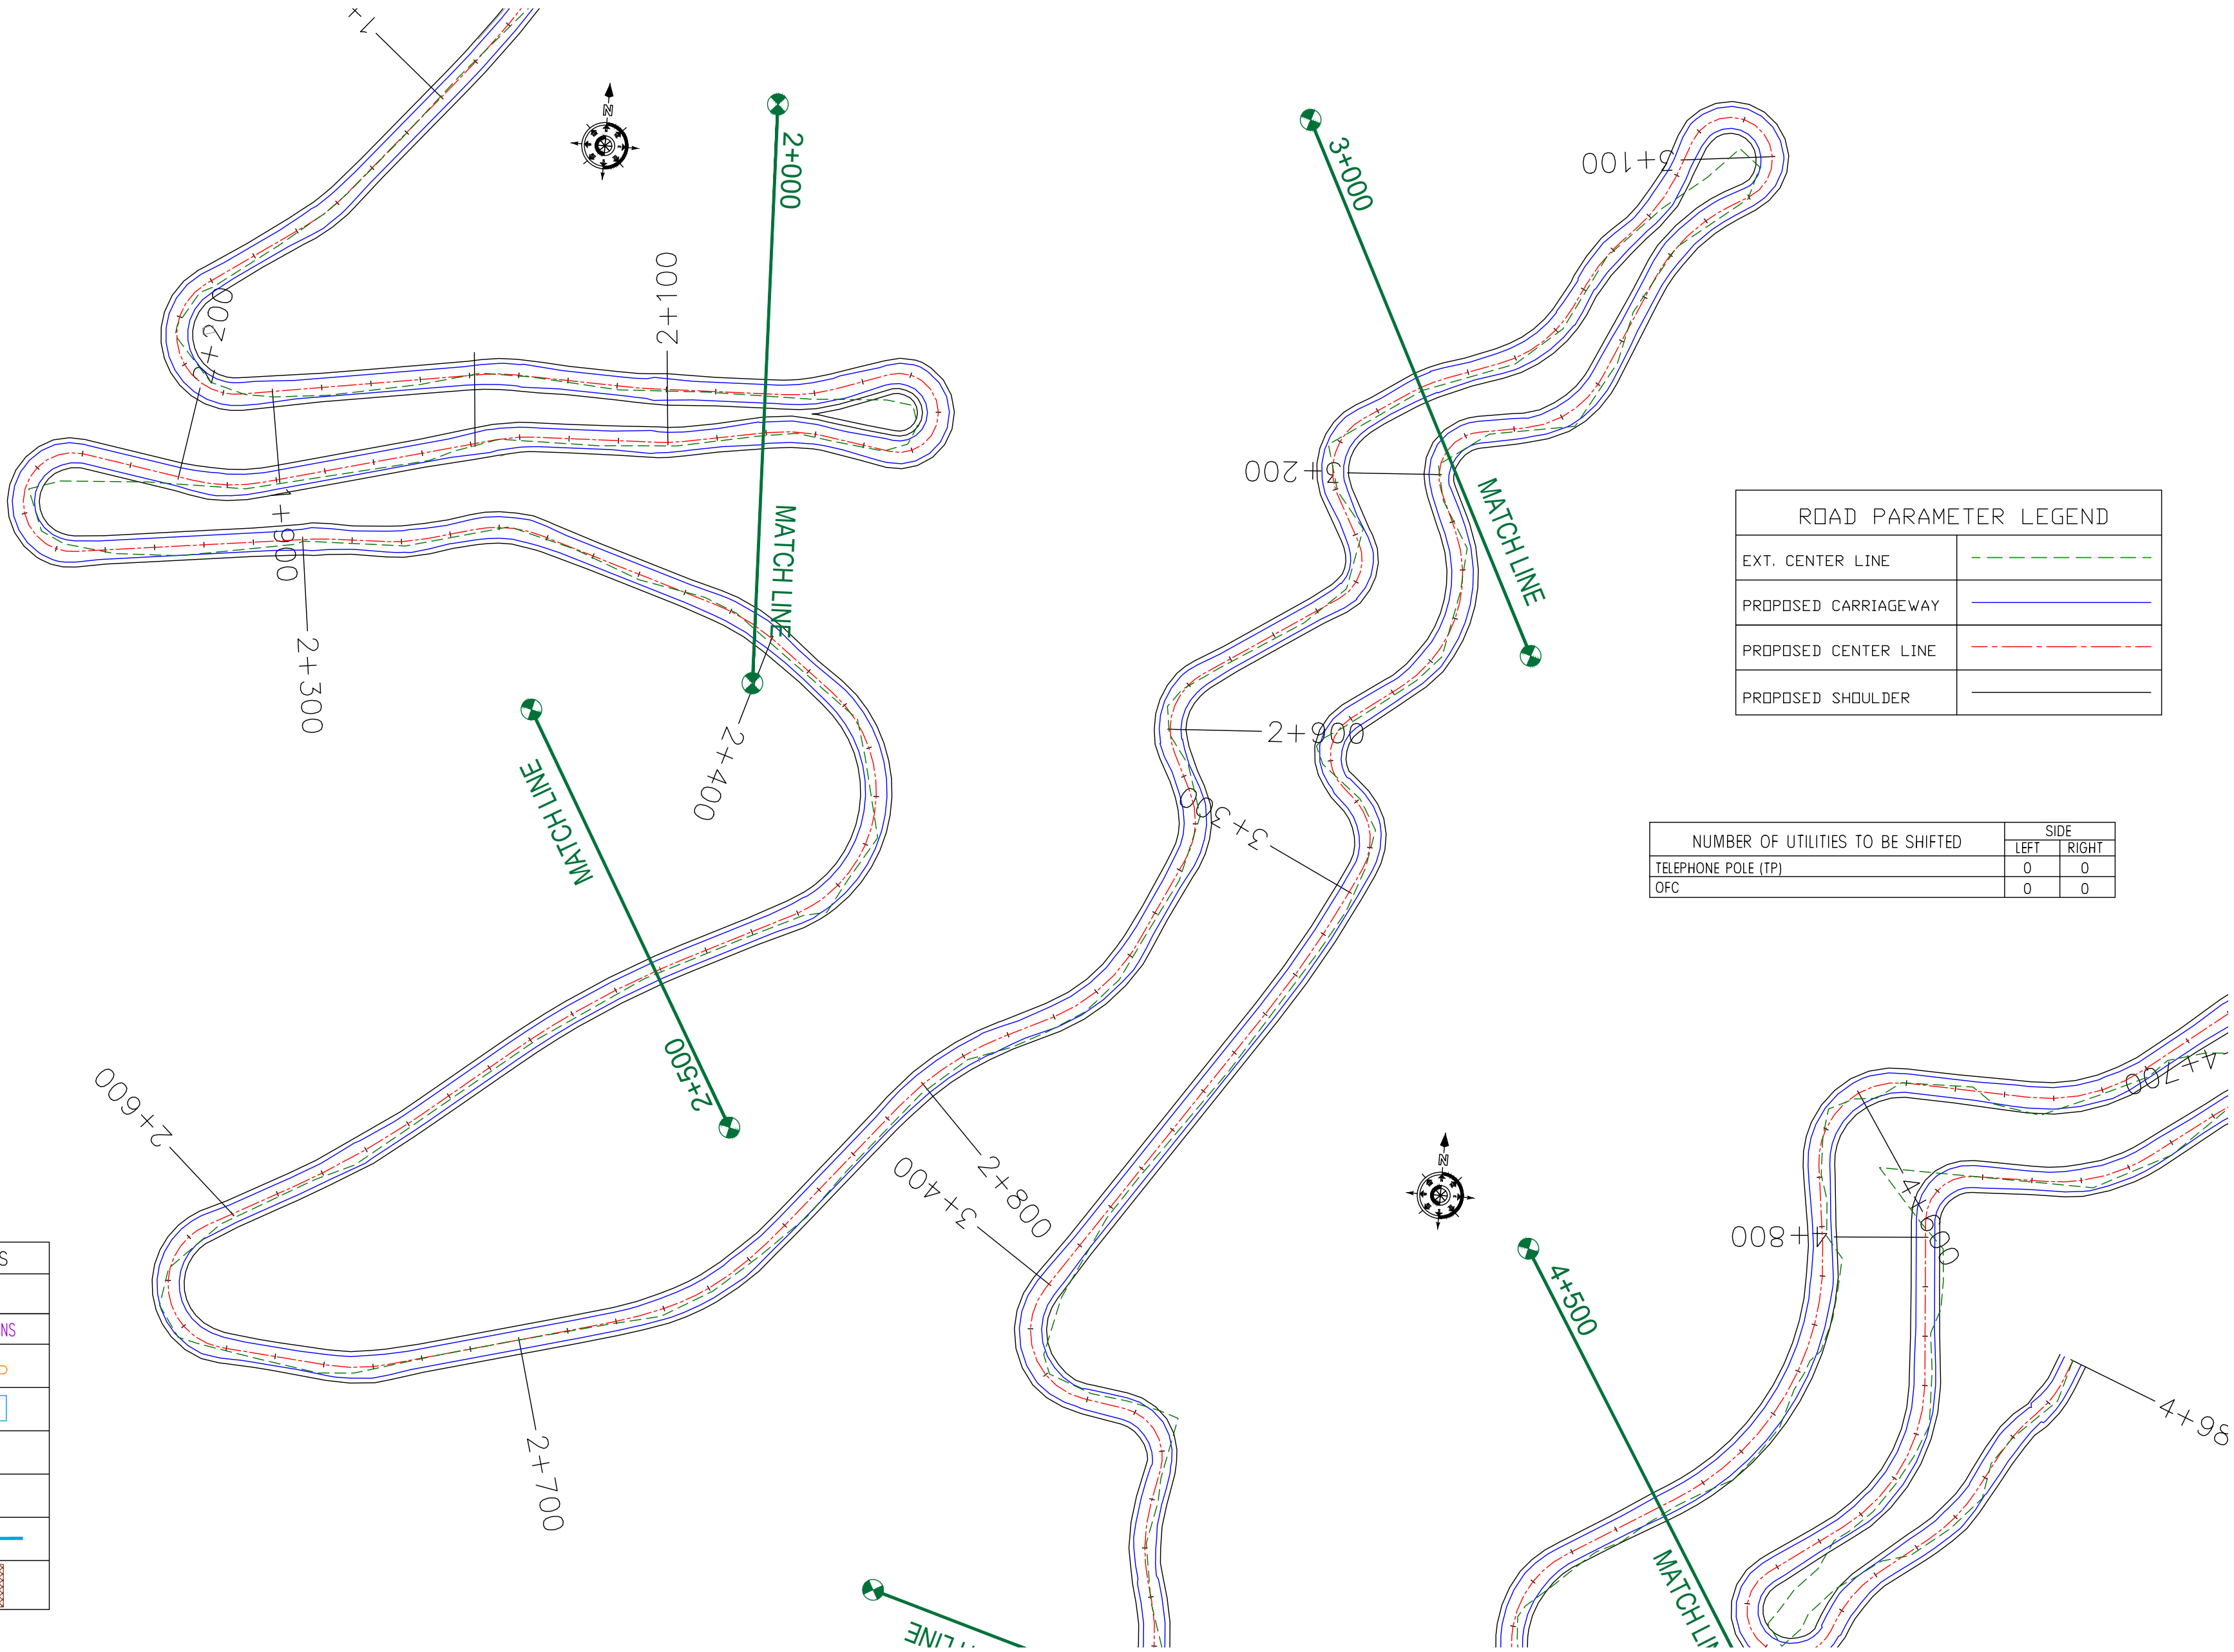 N
2+000
3+000
3+100
2+100
2+200
3+200
MATCH LINE
MATCH LINE
1+900
ROAD PARAMETER LEGEND
EXT. CENTER LINE
PROPOSED CARRIAGEWAY
PROPOSED CENTER LINE
PROPOSED SHOULDER
2+300
2+400
2+900
3+300
MATCH LINE
NUMBER OF UTILITIES TO BE SHIFTED
SIDE
LEFT RIGHT
TELEPHONE POLE (TP) 0 0
OFC 0 0
2+500
2+600
4+700
N
2+800
3+400
4+600
4+800
4+500
S
NS
4+98
2+700
MATCH LIN
H LINE